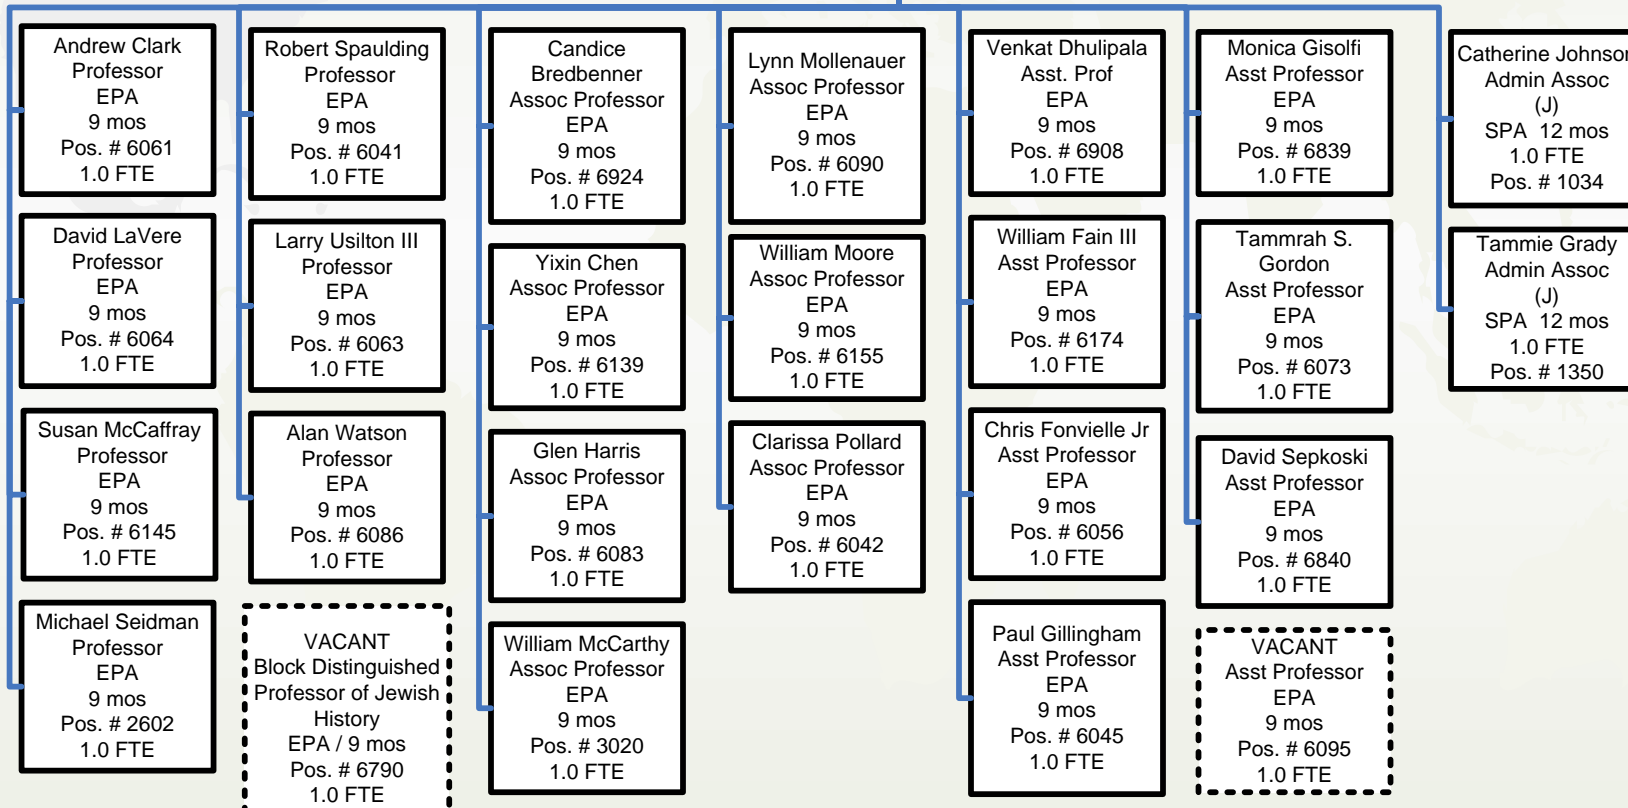 Andrew Clark
Professor
EPA
9 mos
Pos. # 6061
1.0 FTE
David LaVere
Professor
EPA
9 mos
Pos. # 6064
1.0 FTE
Susan McCaffray
Professor
EPA
9 mos
Pos. # 6145
1.0 FTE
Michael Seidman
Professor
EPA
9 mos
Pos. # 2602
1.0 FTE
Robert Spaulding
Professor
EPA
9 mos
Pos. # 6041
1.0 FTE
Larry Usilton III
Professor
EPA
9 mos
Pos. # 6063
1.0 FTE
Alan Watson
Professor
EPA
9 mos
Pos. # 6086
1.0 FTE
VACANT
Block Distinguished
Professor of Jewish
History
EPA / 9 mos
Pos. # 6790
1.0 FTE
Candice
Bredbenner
Assoc Professor
EPA
9 mos
Pos. # 6924
1.0 FTE
Yixin Chen
Assoc Professor
EPA
9 mos
Pos. # 6139
1.0 FTE
Glen Harris
Assoc Professor
EPA
9 mos
Pos. # 6083
1.0 FTE
William McCarthy
Assoc Professor
EPA
9 mos
Pos. # 3020
1.0 FTE
Lynn Mollenauer
Assoc Professor
EPA
9 mos
Pos. # 6090
1.0 FTE
William Moore
Assoc Professor
EPA
9 mos
Pos. # 6155
1.0 FTE
Clarissa Pollard
Assoc Professor
EPA
9 mos
Pos. # 6042
1.0 FTE
Venkat Dhulipala
Asst. Prof
EPA
9 mos
Pos. # 6908
1.0 FTE
William Fain III
Asst Professor
EPA
9 mos
Pos. # 6174
1.0 FTE
Chris Fonvielle Jr
Asst Professor
EPA
9 mos
Pos. # 6056
1.0 FTE
Paul Gillingham
Asst Professor
EPA
9 mos
Pos. # 6045
1.0 FTE
Monica Gisolfi
Asst Professor
EPA
9 mos
Pos. # 6839
1.0 FTE
Tammrah S.
Gordon
Asst Professor
EPA
9 mos
Pos. # 6073
1.0 FTE
David Sepkoski
Asst Professor
EPA
9 mos
Pos. # 6840
1.0 FTE
VACANT
Asst Professor
EPA
9 mos
Pos. # 6095
1.0 FTE
Catherine Johnson
Admin Assoc
(J)
SPA 12 mos
1.0 FTE
Pos. # 1034
Tammie Grady
Admin Assoc
(J)
SPA 12 mos
1.0 FTE
Pos. # 1350